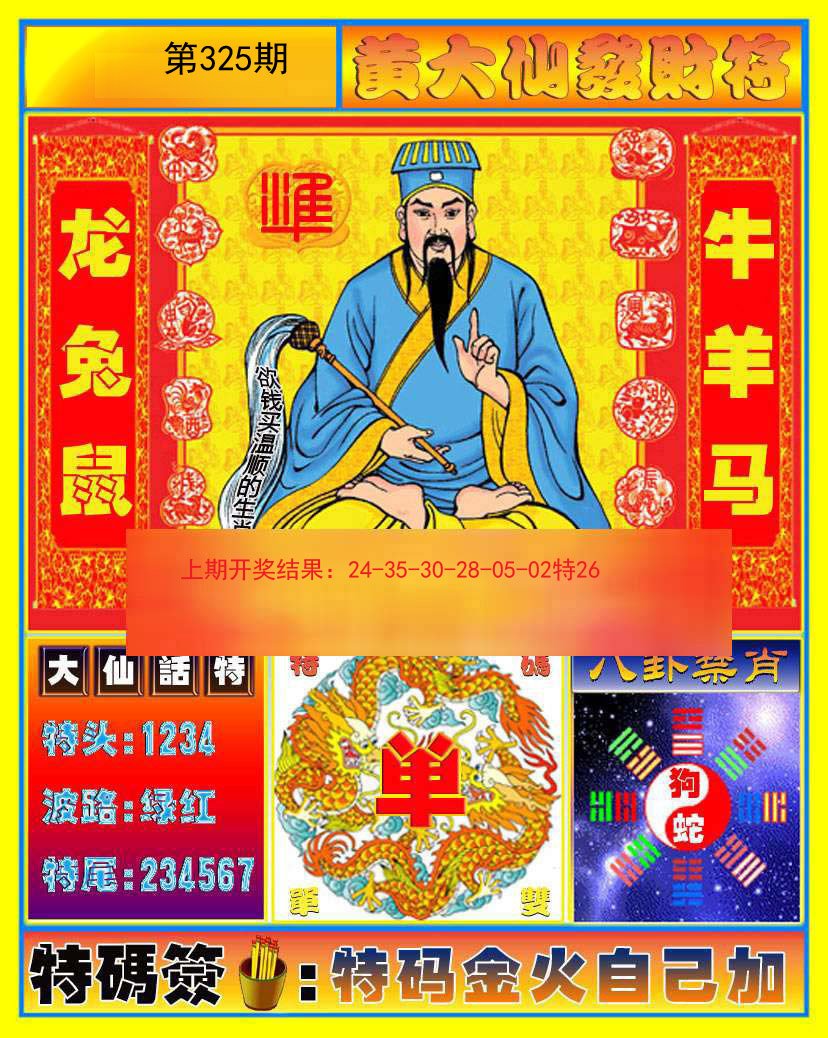 第325期
黄大仙發財符
龙兔鼠
牛羊马
欲钱买温顺的生肖
上期开奖结果：24-35-30-28-05-02特26
大仙話特
特头:1234
波路:绿红
特尾:234567
特碼
单
單雙
八卦禁肖
狗
蛇
特碼簽:特码金火自己加